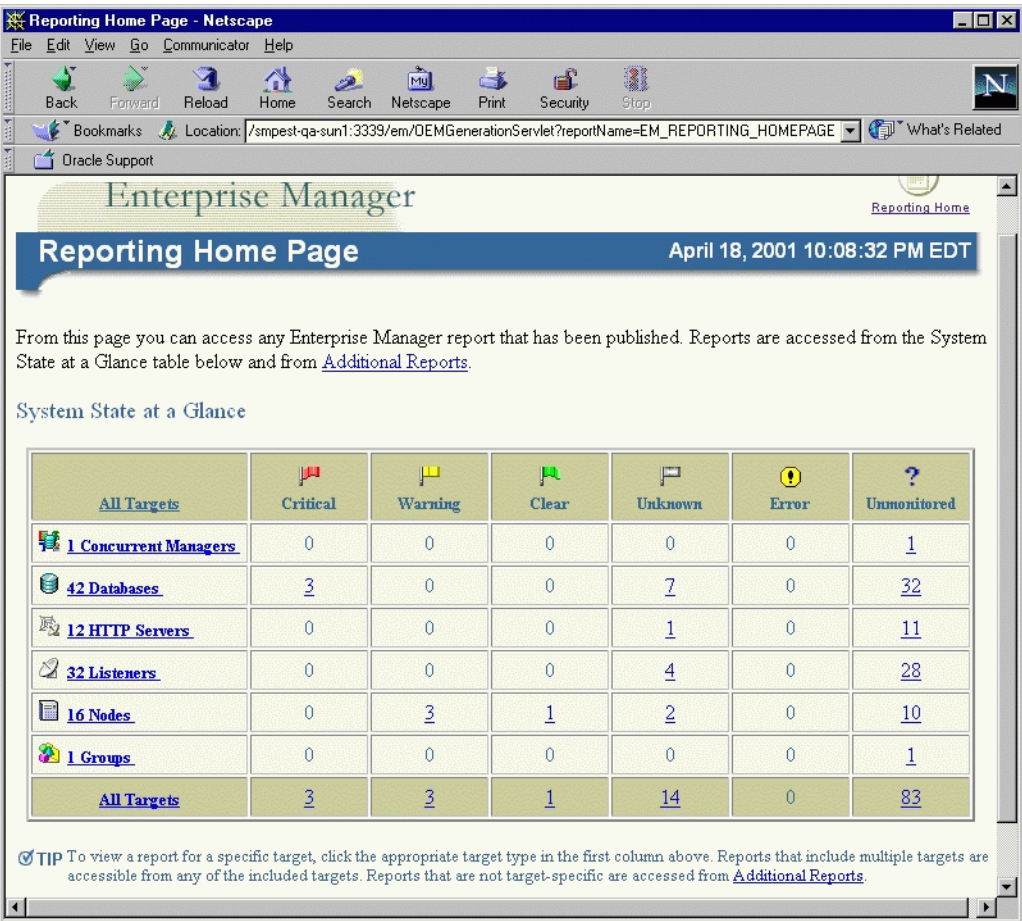 Reporting Home Page - Netscape
File Edit View Go Communicator Help
My
N
Back Forward Reload Home Search Netscape Print Security Stop
Bookmarks Location: /smpest-qa-sun1:3339/em/OEMGenerationServlet?reportName=EM_REPORTING_HOMEPAGE What's Related
Oracle Support
Enterprise Manager
Reporting Home
Reporting Home Page April 18, 2001 10:08:32 PM EDT
From this page you can access any Enterprise Manager report that has been published. Reports are accessed from the System
State at a Glance table below and from Additional Reports.
System State at a Glance
All Targets Critical Warning Clear Unknown Error Unmonitored
1 Concurrent Managers 0 0 0 0 0 1
42 Databases 3 0 0 7 0 32
12 HTTP Servers 0 0 0 1 0 11
32 Listeners 0 0 0 4 0 28
16 Nodes 0 3 1 2 0 10
1 Groups 0 0 0 0 0 1
All Targets 3 3 1 14 0 83
TIP To view a report for a specific target, click the appropriate target type in the first column above. Reports that include multiple targets are
accessible from any of the included targets. Reports that are not target-specific are accessed from Additional Reports.